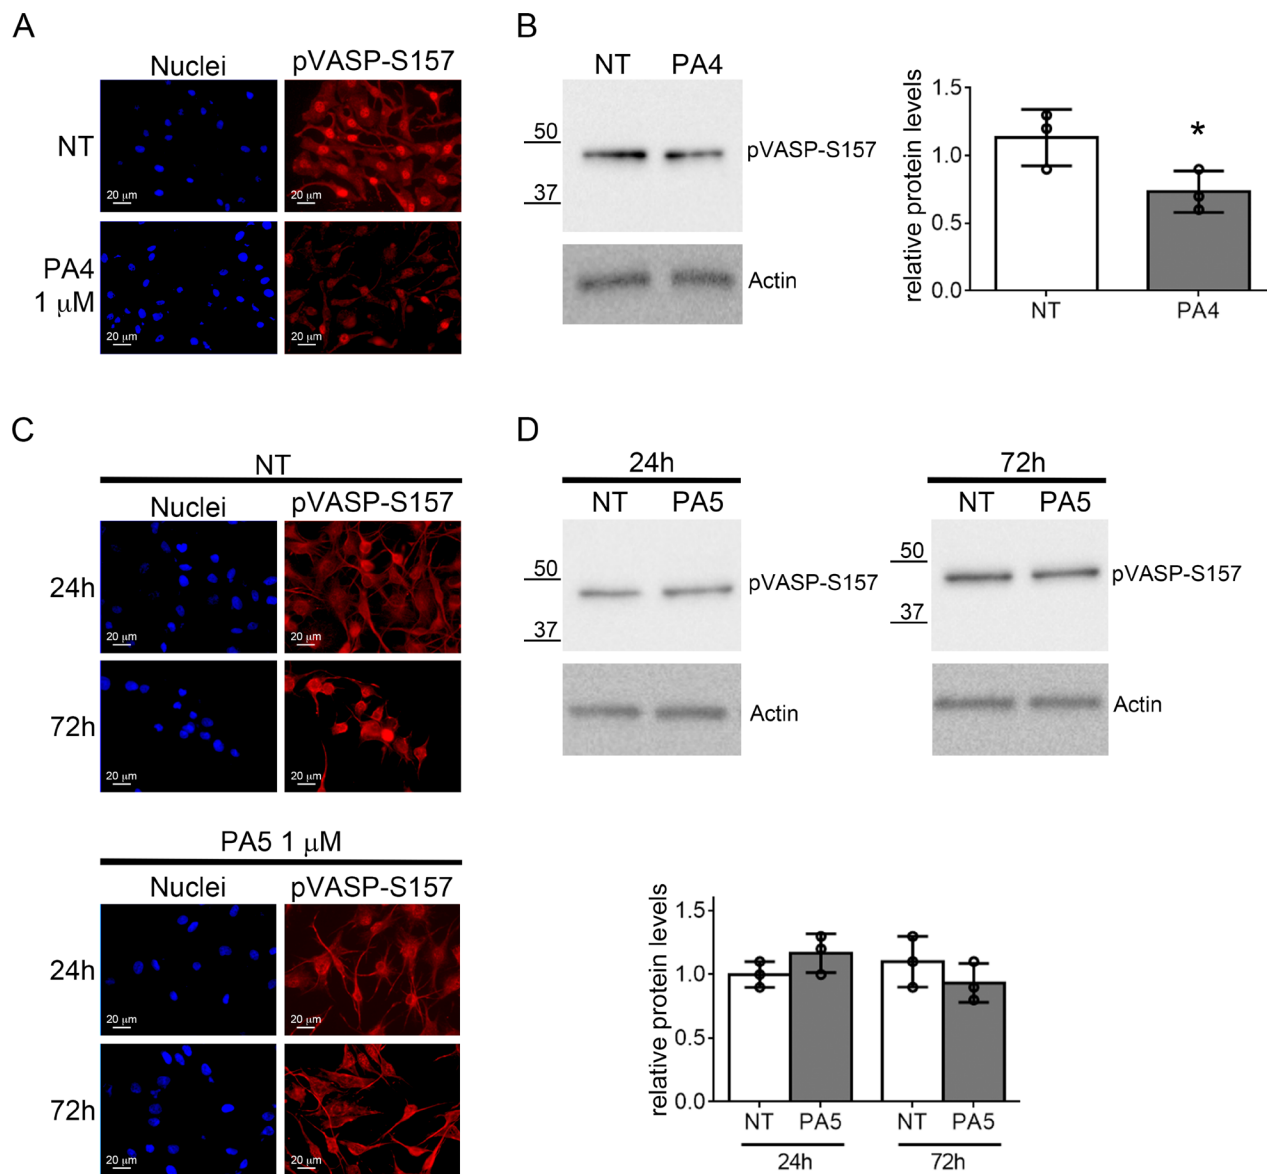 A
Nuclei pVASP-S157
NT
20 μm 20 μm
PA4
1 μM
20 μm 20 μm
B
NT PA4
50
pVASP-S157
37
Actin
relative protein levels
1.5
*
1.0
0.5
0.0
NT PA4
C
NT
Nuclei pVASP-S157
24h
20 μm 20 μm
72h
20 μm 20 μm
PA5 1 μM
Nuclei pVASP-S157
24h
20 μm 20 μm
72h
20 μm 20 μm
D
24h 72h
NT PA5 NT PA5
50
pVASP-S157
37
Actin
50
pVASP-S157
37
Actin
relative protein levels
1.5
1.0
0.5
0.0
NT PA5 NT PA5
24h 72h